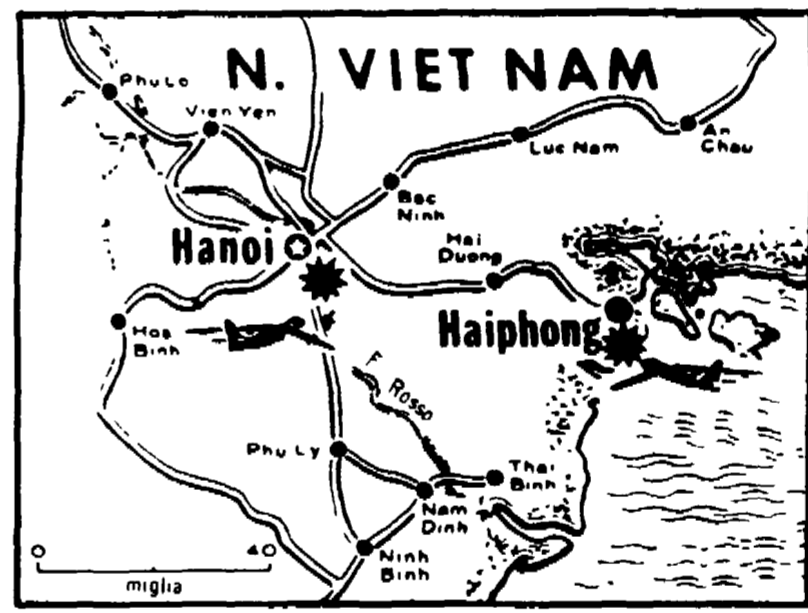 N. VIET NAM
Phu Lo
Vien Yen
An
Chau
Luc Nam
Bac
Ninh
Hanoi
Hai
Duong
Haiphong
Hoa
Binh
F. Rosso
Phu Ly
Thai
Binh
Nam
Dinh
Ninh
Binh
0 40
miglia